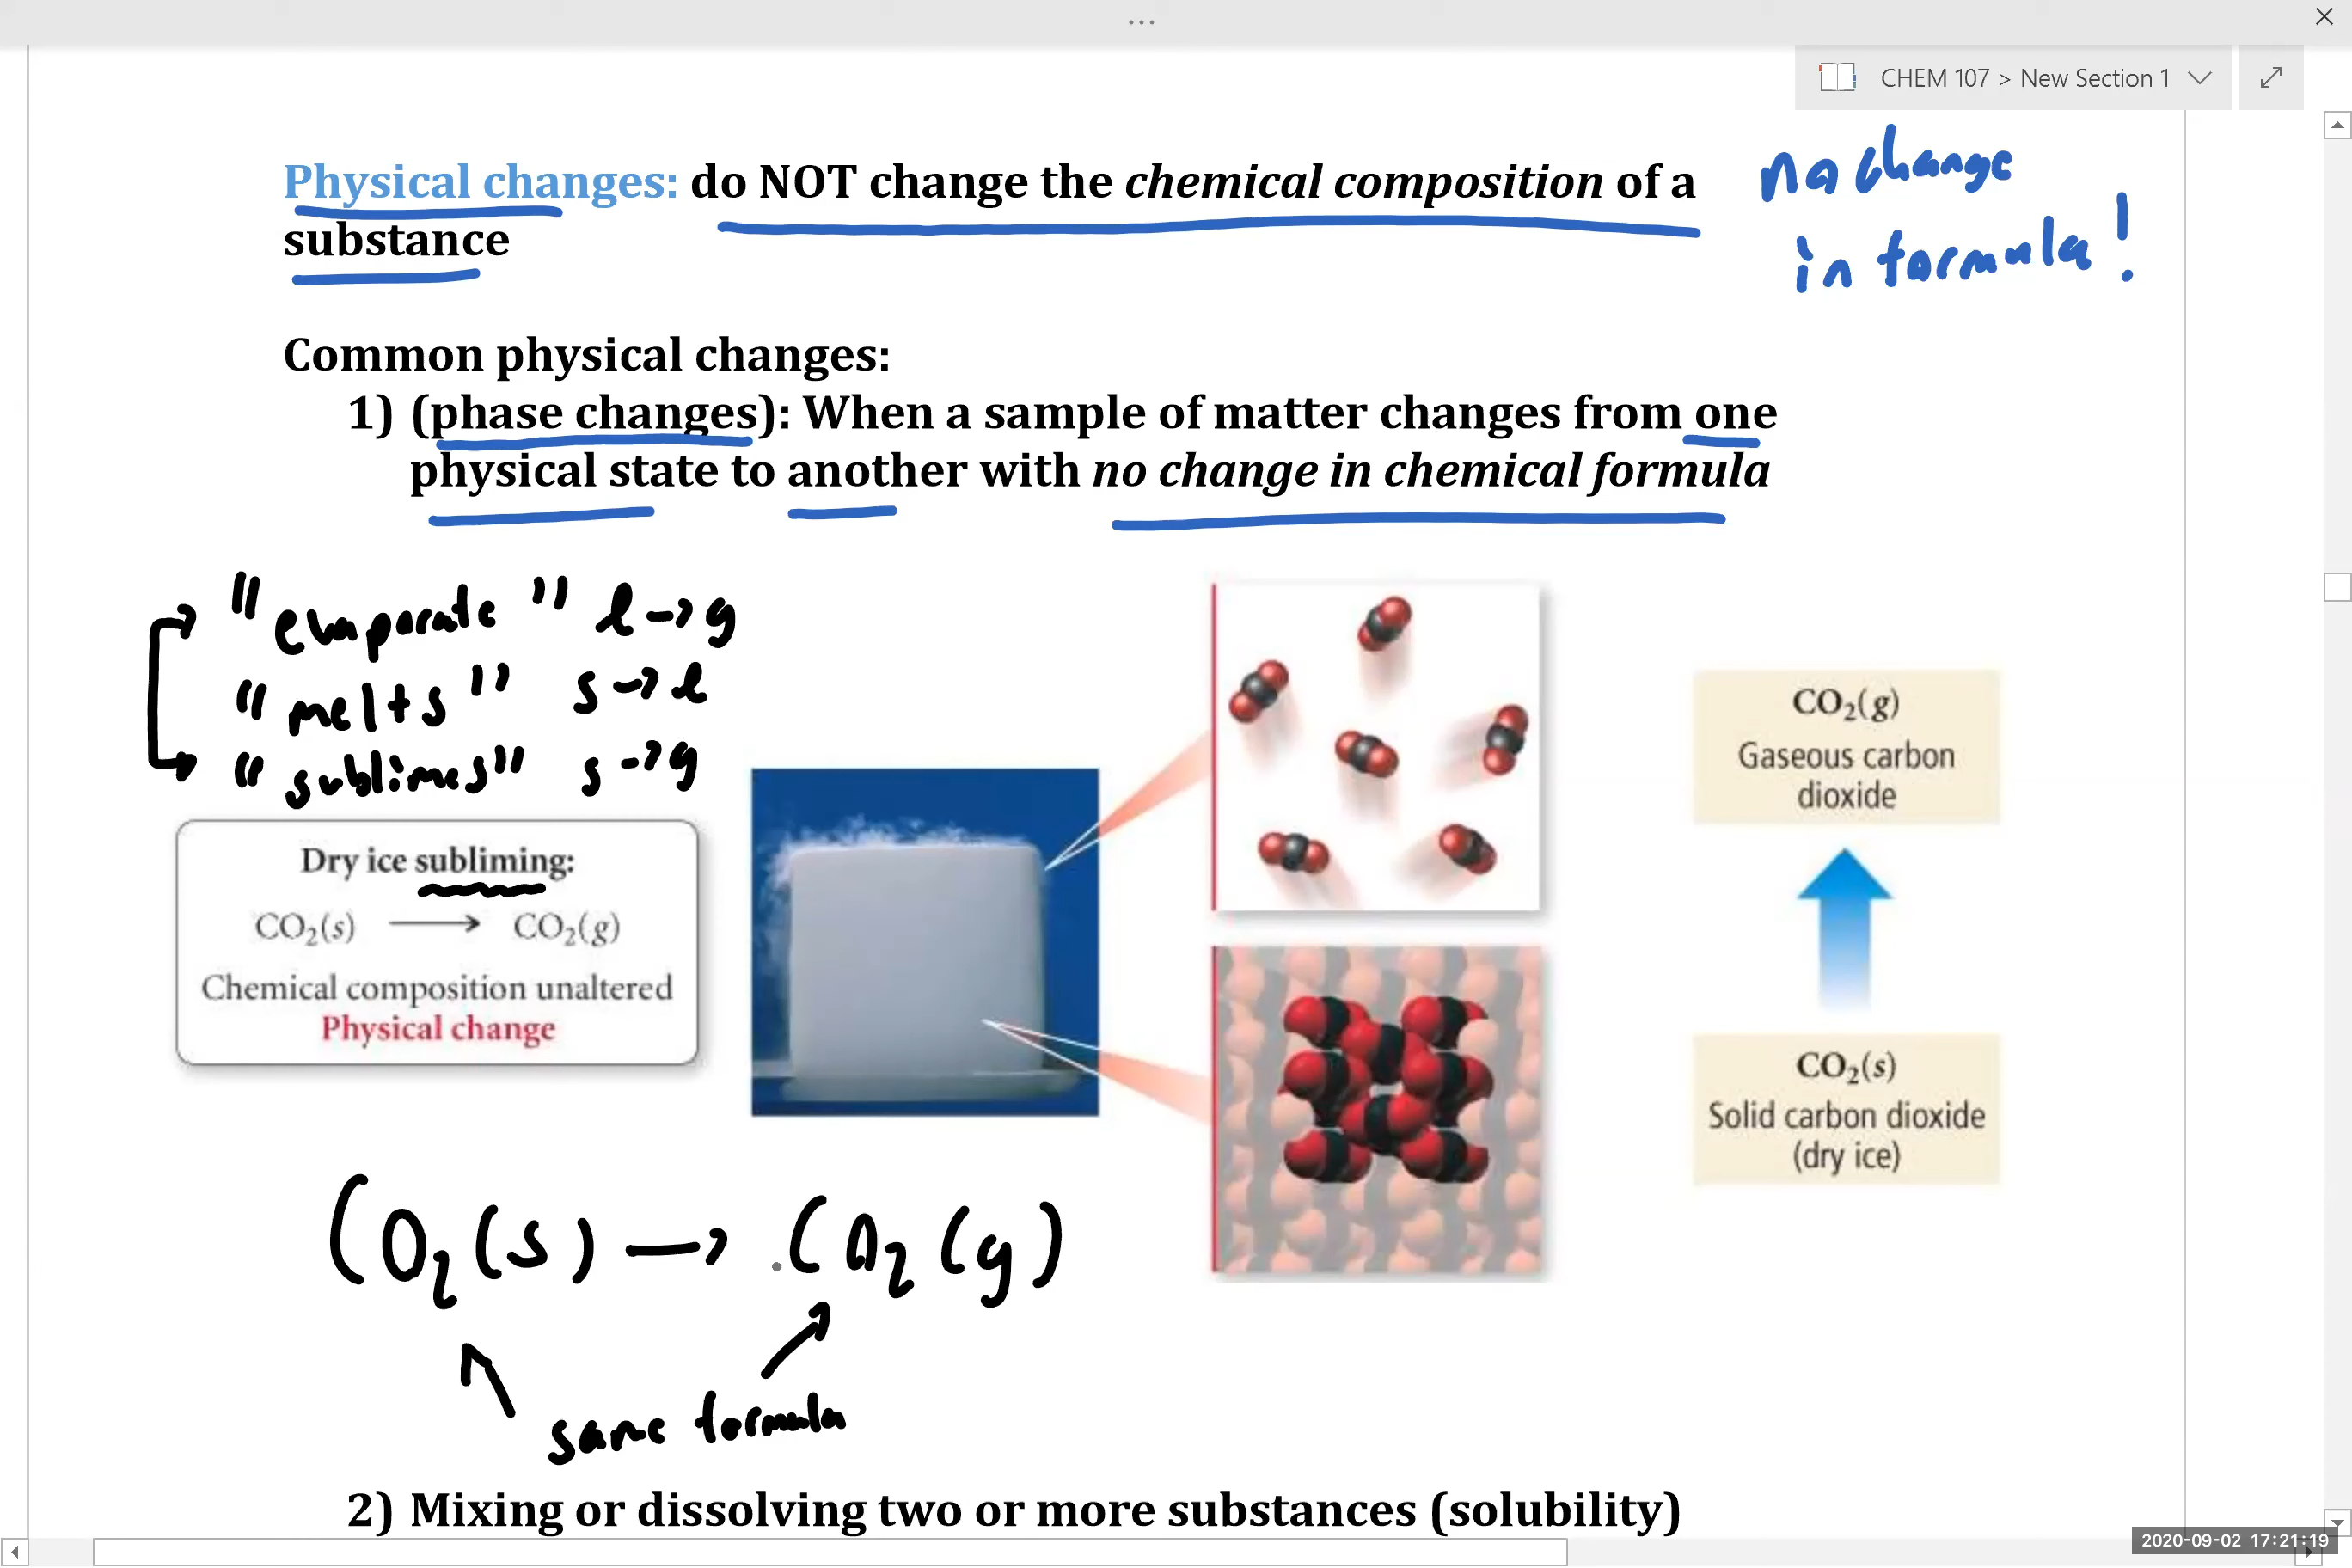 ...
CHEM 107 > New Section 1
Physical changes: do NOT change the chemical composition of a
substance
no change
in formula!
Common physical changes:
1) (phase changes): When a sample of matter changes from one
physical state to another with no change in chemical formula
"evaporate" l → g
"melts" s → l
"sublimes" s → g
Dry ice subliming:
CO₂(s) ⟶ CO₂(g)
Chemical composition unaltered
Physical change
CO₂(g)
Gaseous carbon
dioxide
CO₂(s)
Solid carbon dioxide
(dry ice)
CO₂(s) → CO₂(g)
same formula
2) Mixing or dissolving two or more substances (solubility)
2020-09-02 17:21:19